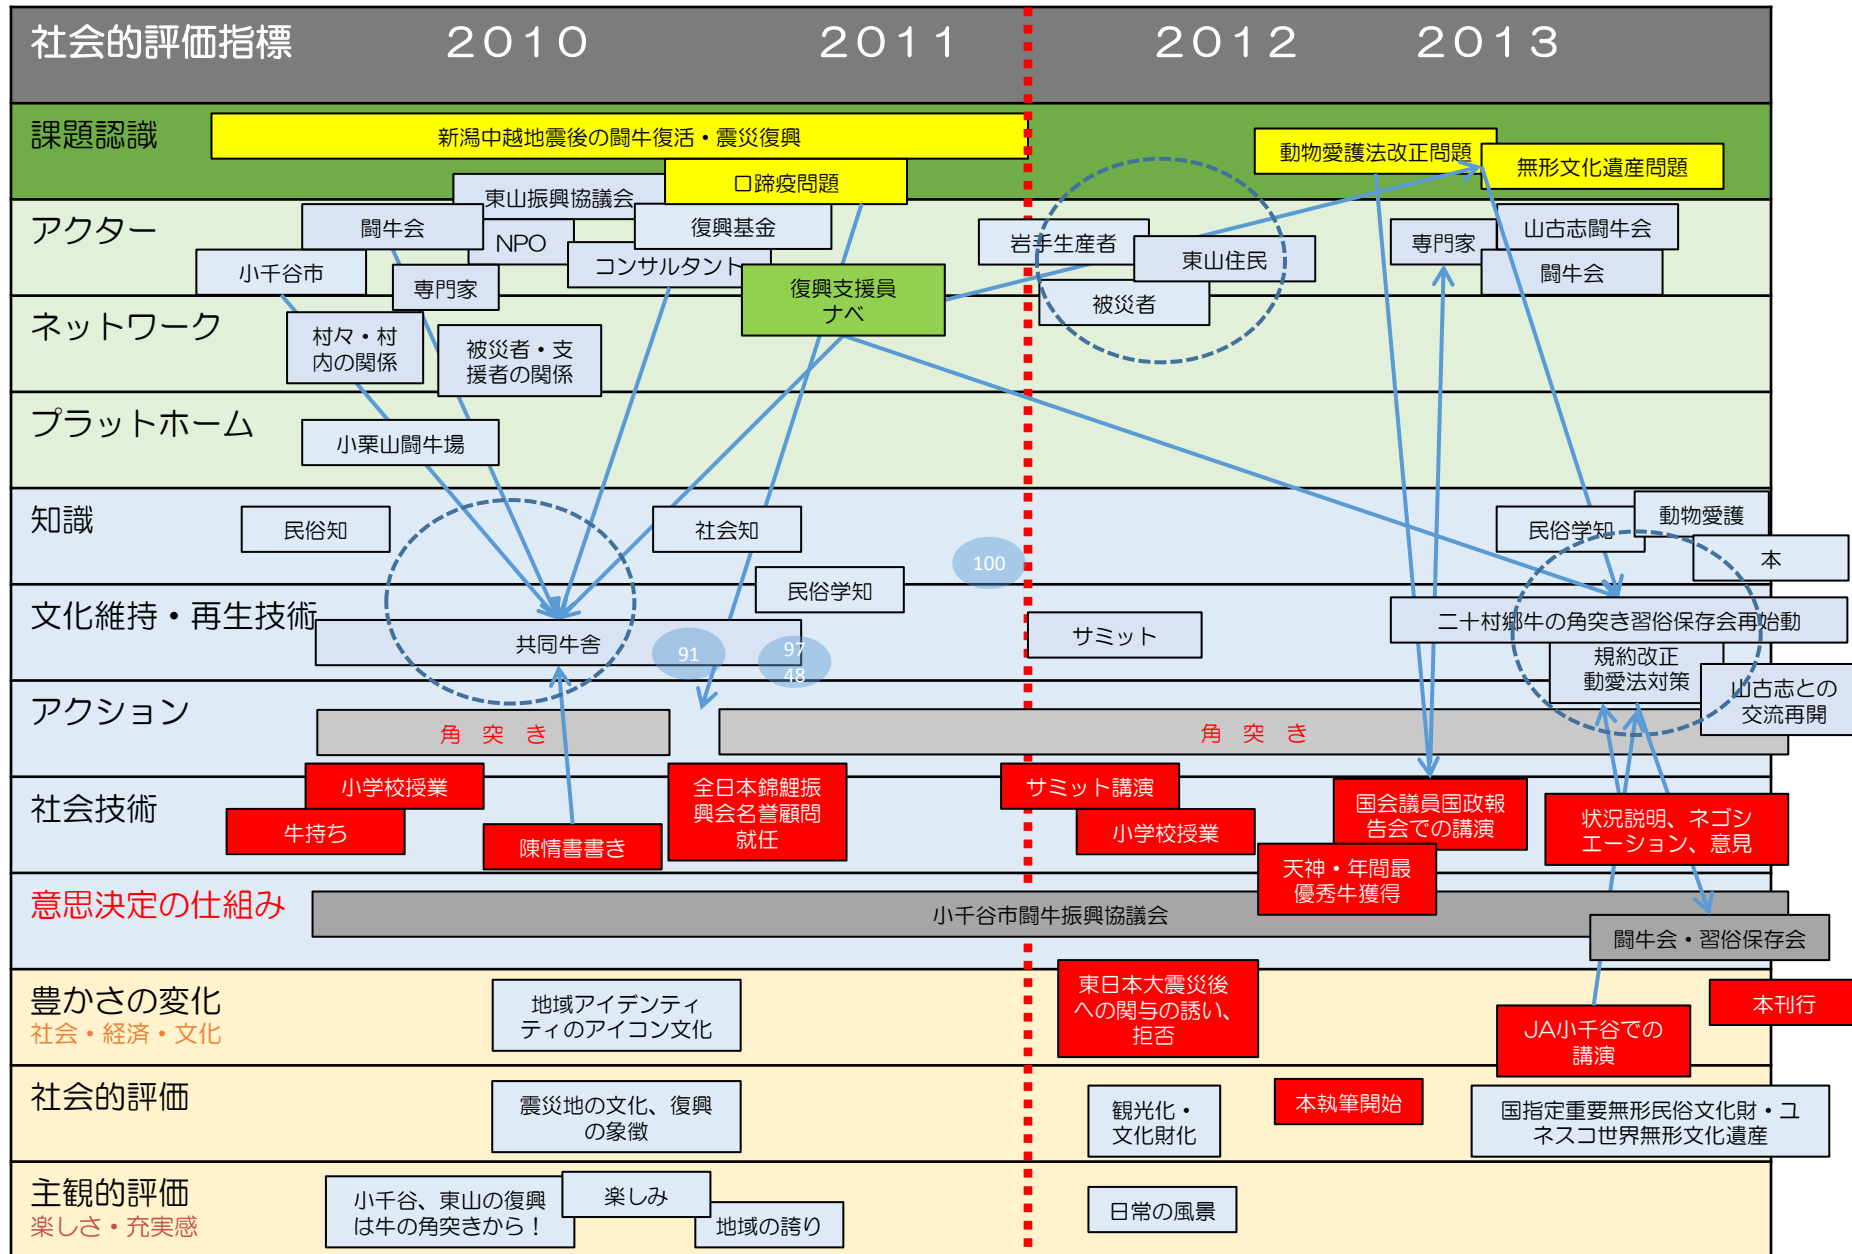 社会的評価指標
2010
2011
2012
2013
課題認識
新潟中越地震後の闘牛復活・震災復興
口蹄疫問題
動物愛護法改正問題
無形文化遺産問題
アクター
東山振興協議会
闘牛会
NPO
復興基金
小千谷市
専門家
コンサルタント
復興支援員
ナベ
岩手生産者
東山住民
被災者
専門家
山古志闘牛会
闘牛会
ネットワーク
村々・村
内の関係
被災者・支
援者の関係
プラットホーム
小栗山闘牛場
知識
民俗知
社会知
民俗学知
100
民俗学知
動物愛護
本
文化維持・再生技術
共同牛舎
91
97
48
サミット
二十村郷牛の角突き習俗保存会再始動
規約改正
動愛法対策
山古志との
交流再開
アクション
角 突 き
角 突 き
社会技術
小学校授業
牛持ち
陳情書書き
全日本錦鯉振
興会名誉顧問
就任
サミット講演
小学校授業
国会議員国政報
告会での講演
天神・年間最
優秀牛獲得
状況説明、ネゴシ
エーション、意見
意思決定の仕組み
小千谷市闘牛振興協議会
闘牛会・習俗保存会
豊かさの変化
社会・経済・文化
地域アイデンティ
ティのアイコン文化
東日本大震災後
への関与の誘い、
拒否
JA小千谷での
講演
本刊行
社会的評価
震災地の文化、復興
の象徴
観光化・
文化財化
本執筆開始
国指定重要無形民俗文化財・ユ
ネスコ世界無形文化遺産
主観的評価
楽しさ・充実感
小千谷、東山の復興
は牛の角突きから！
楽しみ
地域の誇り
日常の風景